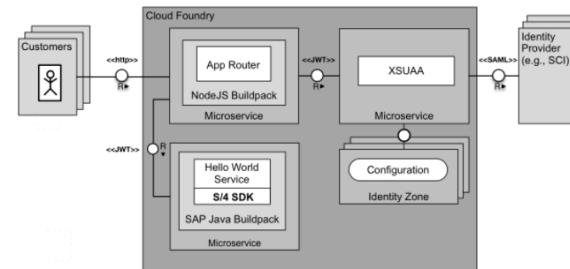 Cloud Foundry
Customers
<<http>>
R
App Router
NodeJS Buildpack
Microservice
<<JWT>>
R
XSUAA
Microservice
<<SAML>>
R
Identity
Provider
(e.g., SCI)
<<JWT>>
R
Hello World
Service
S/4 SDK
SAP Java Buildpack
Microservice
Configuration
Identity Zone